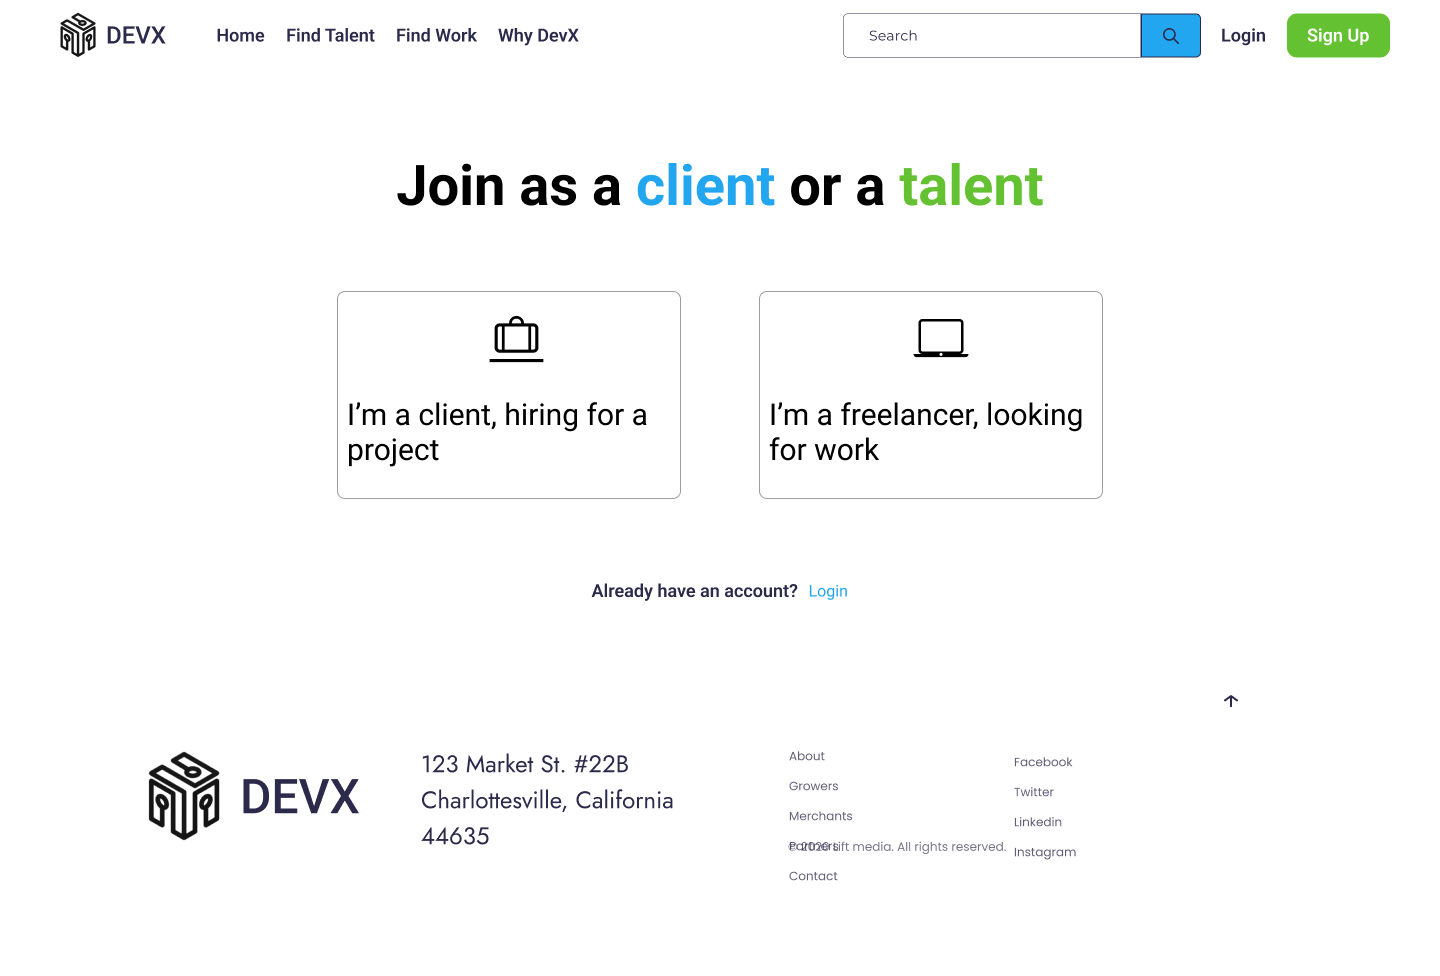 DEVX
Home Find Talent Find Work Why DevX
Search
Login
Sign Up
Join as a client or a talent
I’m a client, hiring for a
project
I’m a freelancer, looking
for work
Already have an account? Login
DEVX
123 Market St. #22B
Charlottesville, California
44635
About
Growers
Merchants
Partners
© 2020 Lift media. All rights reserved.
Contact
Facebook
Twitter
Linkedin
Instagram